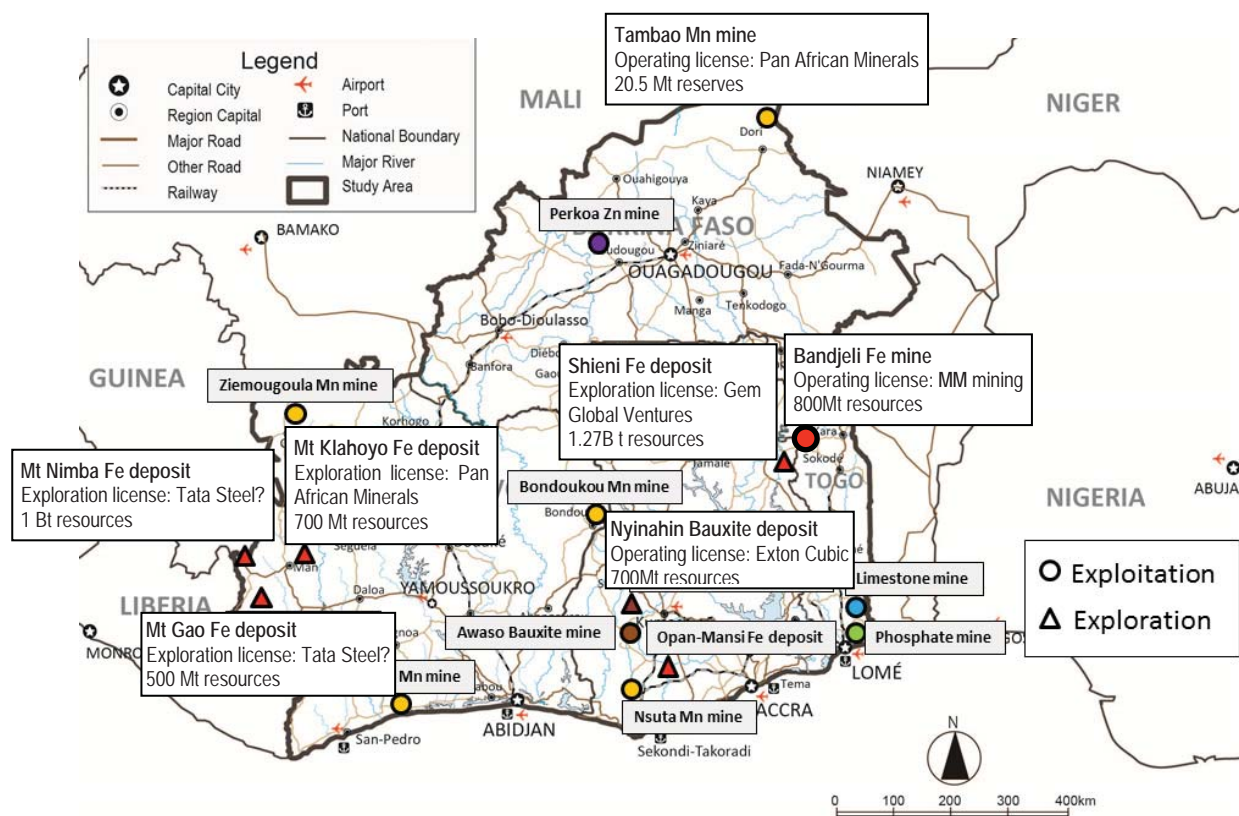 Tambao Mn mine
Operating license: Pan African Minerals
20.5 Mt reserves
Legend
Capital City
Region Capital
Major Road
Other Road
Railway
Airport
Port
National Boundary
Major River
Study Area
MALI
NIGER
Dori
NIAMEY
Ouahigouya
Kaya
BAMAKO
Perkoa Zn mine
FASO
Ziniaré
OUAGADOUGOU
Fada-N'Gourma
Tenkodogo
Manga
Bobo-Dioulasso
Banfora
GUINEA
Ziemougoula Mn mine
Korhogo
Shieni Fe deposit
Exploration license: Gem
Global Ventures
1.27B t resources
Bandjeli Fe mine
Operating license: MM mining
800Mt resources
Kara
Sokodé
Tamale
TOGO
Mt Klahoyo Fe deposit
Exploration license: Pan
African Minerals
700 Mt resources
Mt Nimba Fe deposit
Exploration license: Tata Steel?
1 Bt resources
Bondoukou Mn mine
Nyinahin Bauxite deposit
Operating license: Exton Cubic
700Mt resources
NIGERIA
ABUJA
Seguela
Man
Daloa
YAMOUSSOUKRO
LIBERIA
Limestone mine
Exploitation
Exploration
Mt Gao Fe deposit
Exploration license: Tata Steel?
500 Mt resources
Awaso Bauxite mine
Opan-Mansi Fe deposit
Phosphate mine
LOMÉ
Mn mine
ABIDJAN
Nsuta Mn mine
Tema
ACCRA
San-Pedro
Sekondi-Takoradi
N
0 100 200 300 400km